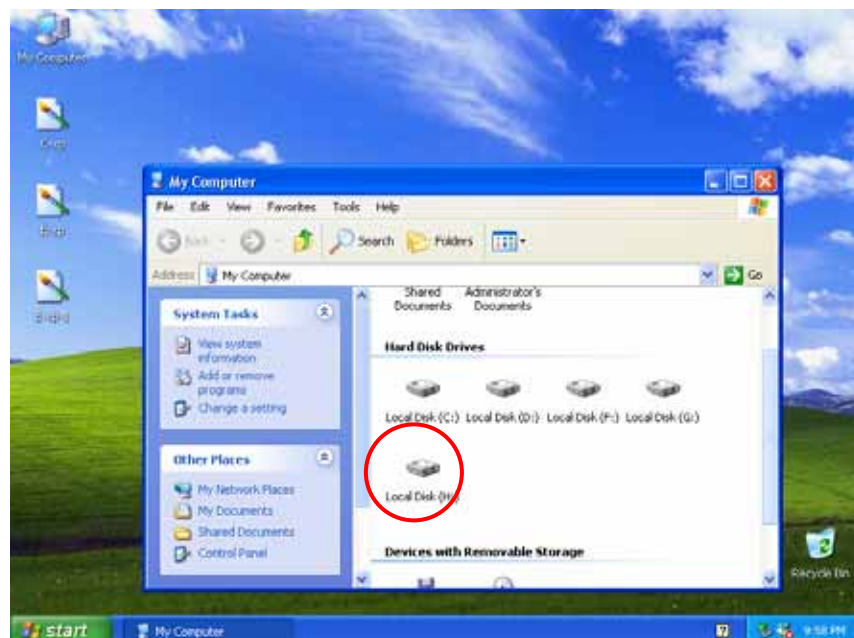 My Computer
My Computer
File Edit View Favorites Tools Help
Back Search Folders
Address My Computer Go
System Tasks
View system
information
Add or remove
programs
Change a setting
Other Places
My Network Places
My Documents
Shared Documents
Control Panel
Shared
Documents
Administrator's
Documents
Hard Disk Drives
Local Disk (C:) Local Disk (D:) Local Disk (F:) Local Disk (G:)
Local Disk (H:)
Devices with Removable Storage
Recycle Bin
start My Computer 9:58 PM